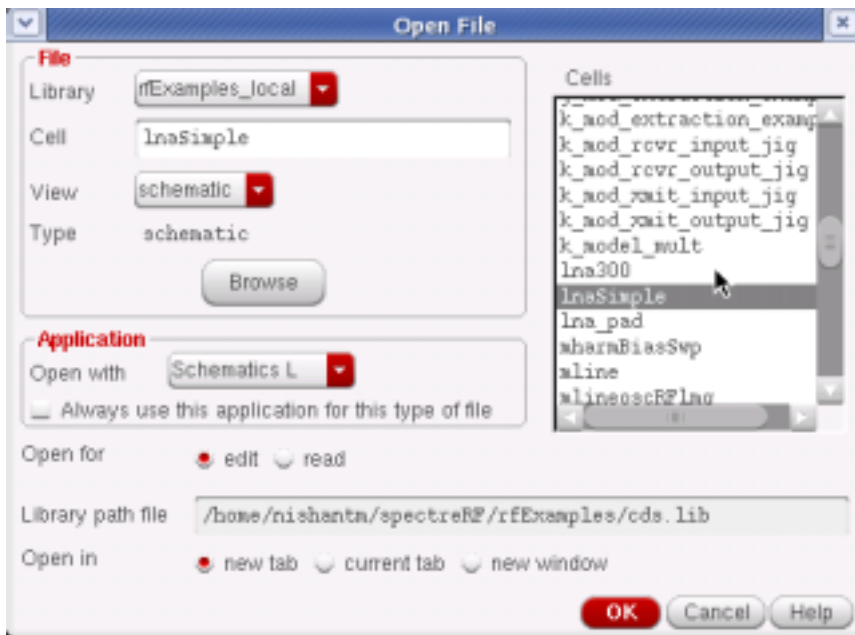 Open File
File
Library rfExamples_local
Cell lnaSimple
View schematic
Type schematic
Browse
Application
Open with Schematics L
Always use this application for this type of file
Cells
k_mod_extraction_examp
k_mod_rcvr_input_jig
k_mod_rcvr_output_jig
k_mod_xmit_input_jig
k_mod_xmit_output_jig
k_model_mult
lna300
lnaSimple
lna_pad
mharmBiasSwp
mline
mlineoscRFlmg
Open for edit read
Library path file /home/nishantm/spectreRF/rfExamples/cds.lib
Open in new tab current tab new window
OK Cancel Help